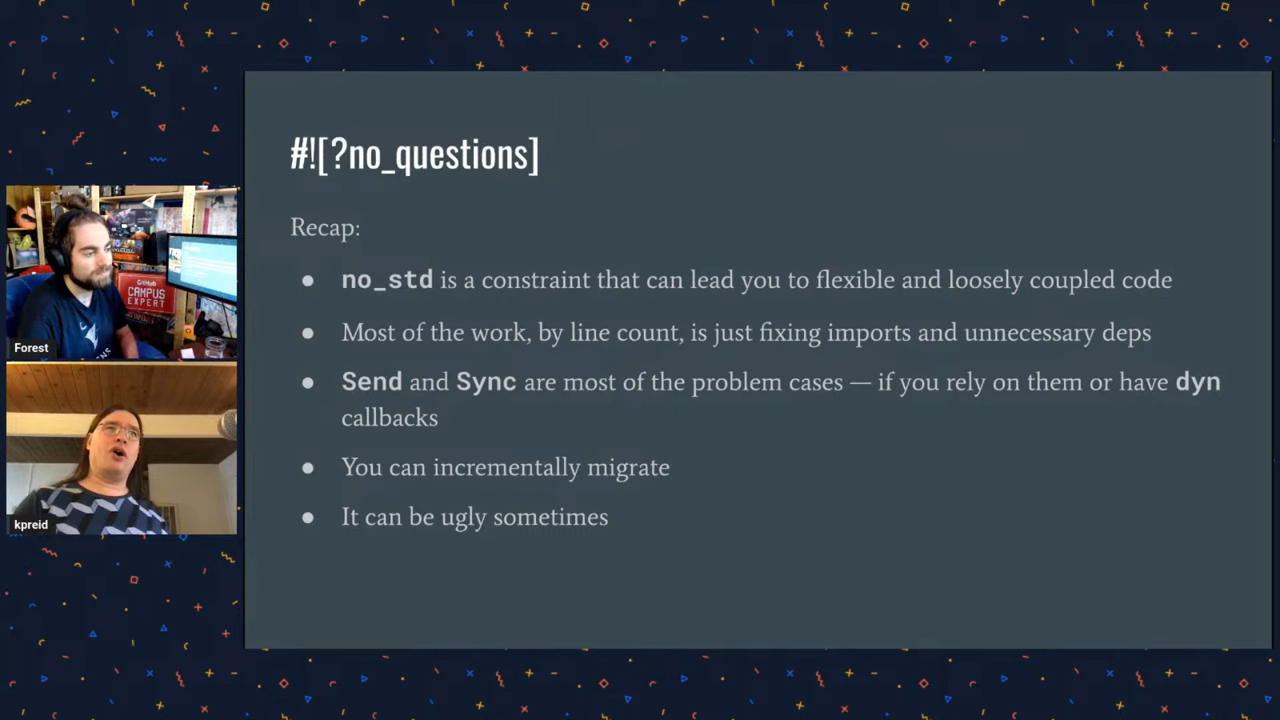 #![?no_questions]
Recap:
● no_std is a constraint that can lead you to flexible and loosely coupled code
● Most of the work, by line count, is just fixing imports and unnecessary deps
● Send and Sync are most of the problem cases — if you rely on them or have dyn
callbacks
● You can incrementally migrate
● It can be ugly sometimes
GitHub
CAMPUS
EXPERT
Forest
kpreid